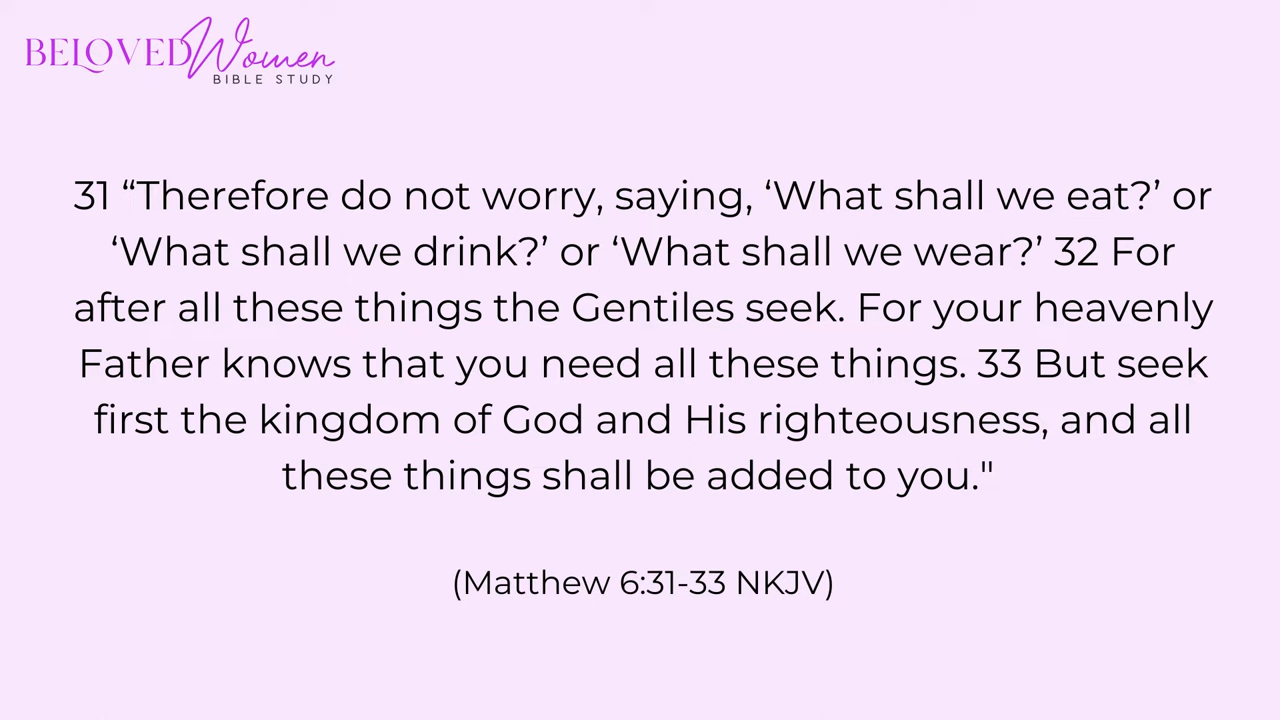 BELOVED Women
BIBLE STUDY
31 “Therefore do not worry, saying, ‘What shall we eat?’ or
‘What shall we drink?’ or ‘What shall we wear?’ 32 For
after all these things the Gentiles seek. For your heavenly
Father knows that you need all these things. 33 But seek
first the kingdom of God and His righteousness, and all
these things shall be added to you."
(Matthew 6:31-33 NKJV)